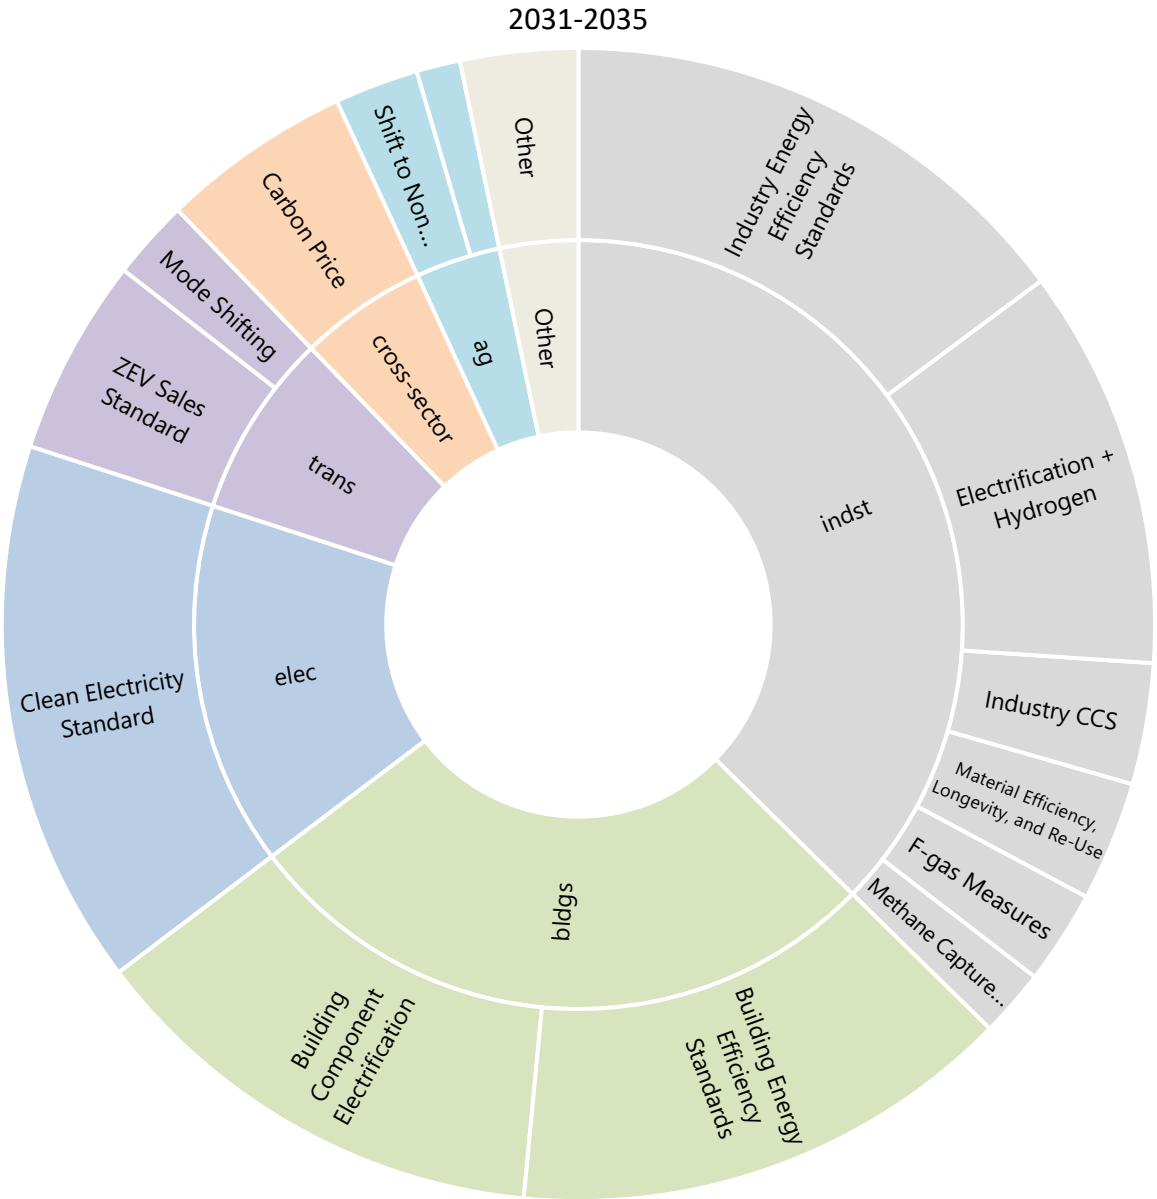 2031-2035
Industry Energy
Efficiency
Standards
Electrification +
Hydrogen
Industry CCS
Material Efficiency,
Longevity, and Re-Use
F-gas Measures
Methane Capture...
Building Energy
Efficiency
Standards
Building
Component
Electrification
Clean Electricity
Standard
ZEV Sales
Standard
Mode Shifting
Carbon Price
Shift to Non...
Other
indst
bldgs
elec
trans
cross-sector
ag
Other